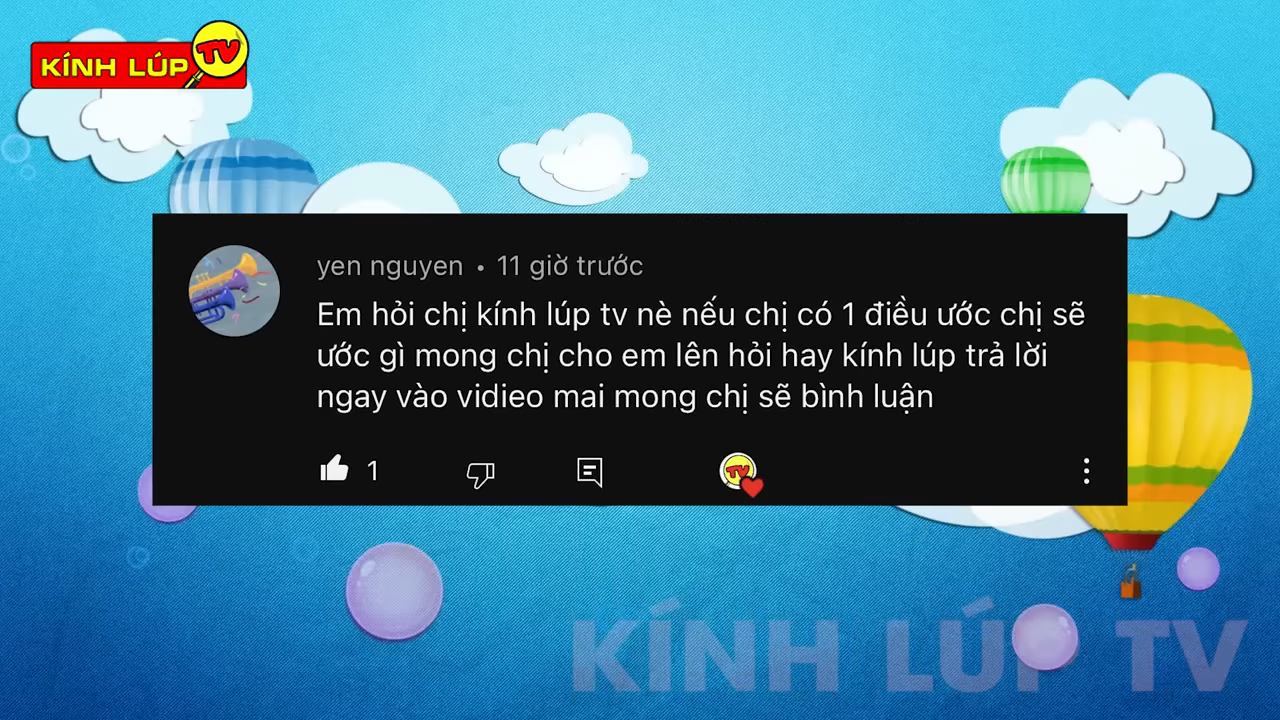 KÍNH LÚP TV
yen nguyen • 11 giờ trước
Em hỏi chị kính lúp tv nè nếu chị có 1 điều ước chị sẽ
ước gì mong chị cho em lên hỏi hay kính lúp trả lời
ngay vào vidieo mai mong chị sẽ bình luận
1
TV
KÍNH LÚP TV